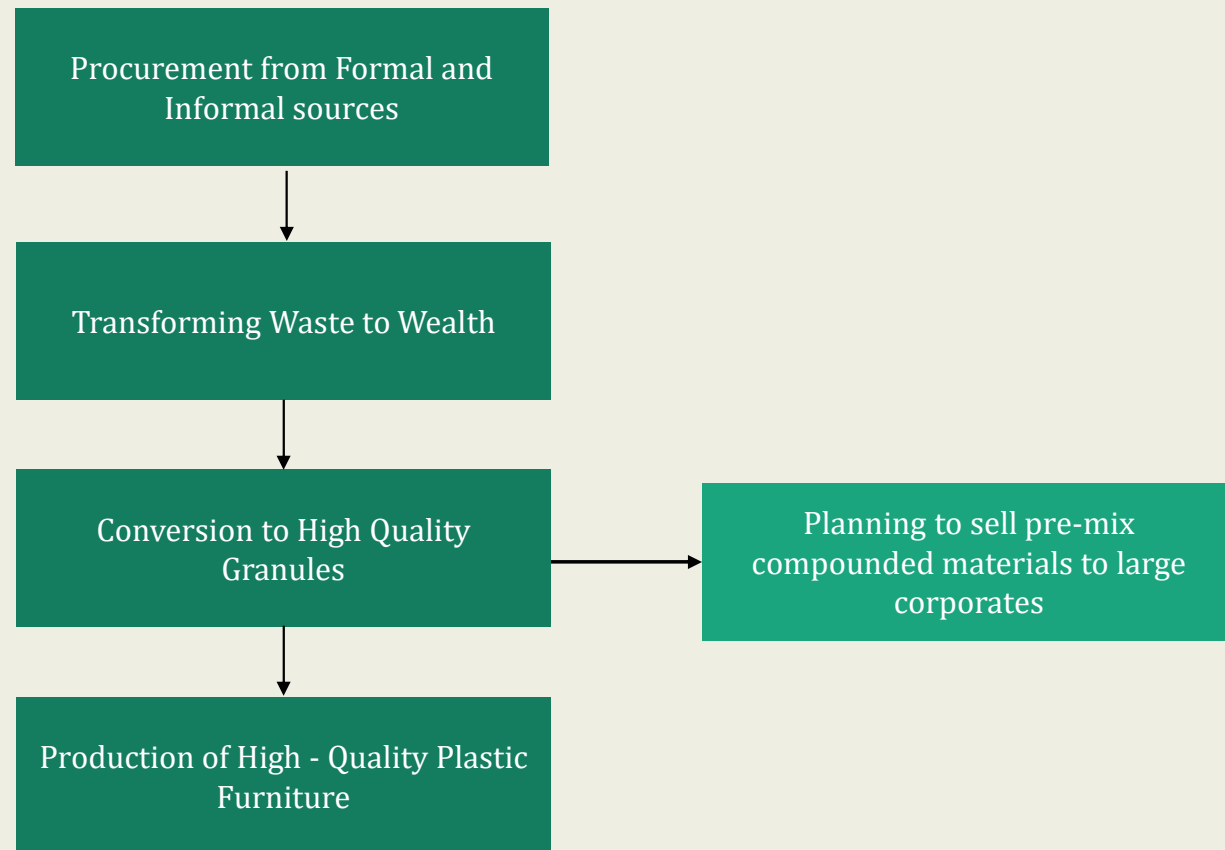 Procurement from Formal and
Informal sources
Transforming Waste to Wealth
Conversion to High Quality
Granules
Planning to sell pre-mix
compounded materials to large
corporates
Production of High - Quality Plastic
Furniture